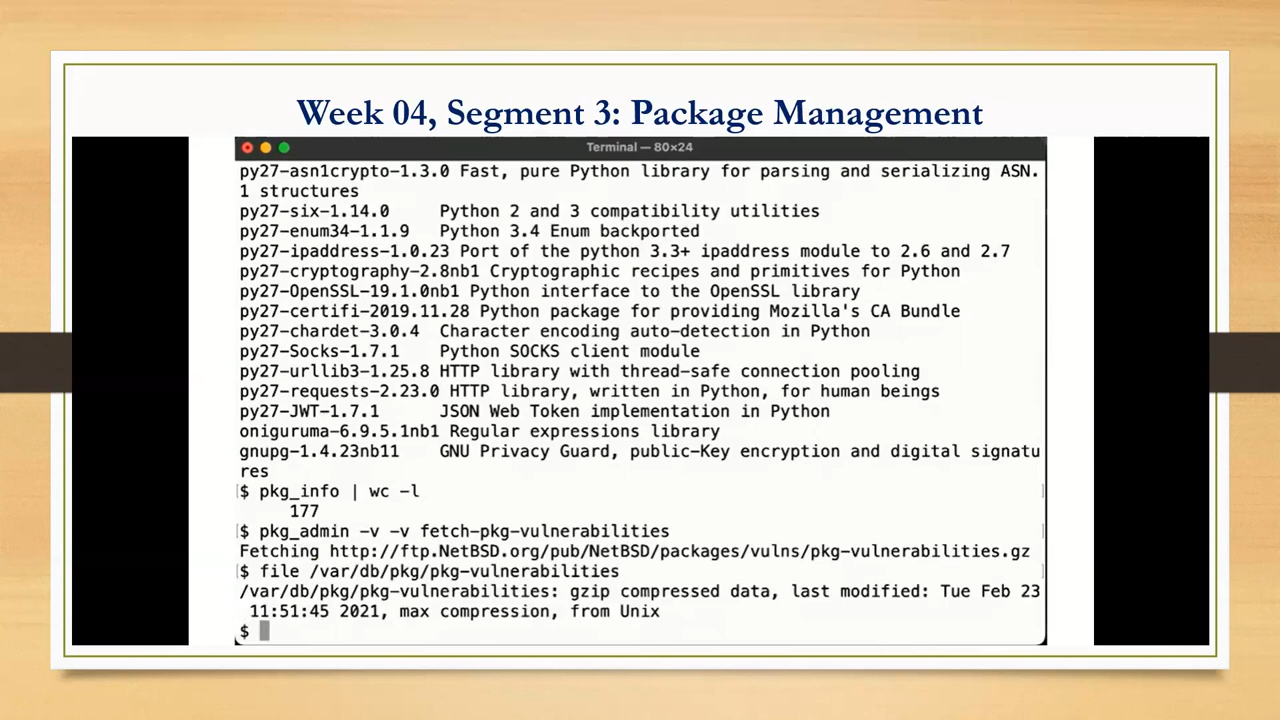 Week 04, Segment 3: Package Management
Terminal — 80×24
py27-asn1crypto-1.3.0 Fast, pure Python library for parsing and serializing ASN.
1 structures
py27-six-1.14.0     Python 2 and 3 compatibility utilities
py27-enum34-1.1.9   Python 3.4 Enum backported
py27-ipaddress-1.0.23 Port of the python 3.3+ ipaddress module to 2.6 and 2.7
py27-cryptography-2.8nb1 Cryptographic recipes and primitives for Python
py27-OpenSSL-19.1.0nb1 Python interface to the OpenSSL library
py27-certifi-2019.11.28 Python package for providing Mozilla's CA Bundle
py27-chardet-3.0.4  Character encoding auto-detection in Python
py27-Socks-1.7.1    Python SOCKS client module
py27-urllib3-1.25.8 HTTP library with thread-safe connection pooling
py27-requests-2.23.0 HTTP library, written in Python, for human beings
py27-JWT-1.7.1      JSON Web Token implementation in Python
oniguruma-6.9.5.1nb1 Regular expressions library
gnupg-1.4.23nb11    GNU Privacy Guard, public-Key encryption and digital signatu
res
$ pkg_info | wc -l
     177
$ pkg_admin -v -v fetch-pkg-vulnerabilities
Fetching http://ftp.NetBSD.org/pub/NetBSD/packages/vulns/pkg-vulnerabilities.gz
$ file /var/db/pkg/pkg-vulnerabilities
/var/db/pkg/pkg-vulnerabilities: gzip compressed data, last modified: Tue Feb 23
 11:51:45 2021, max compression, from Unix
$